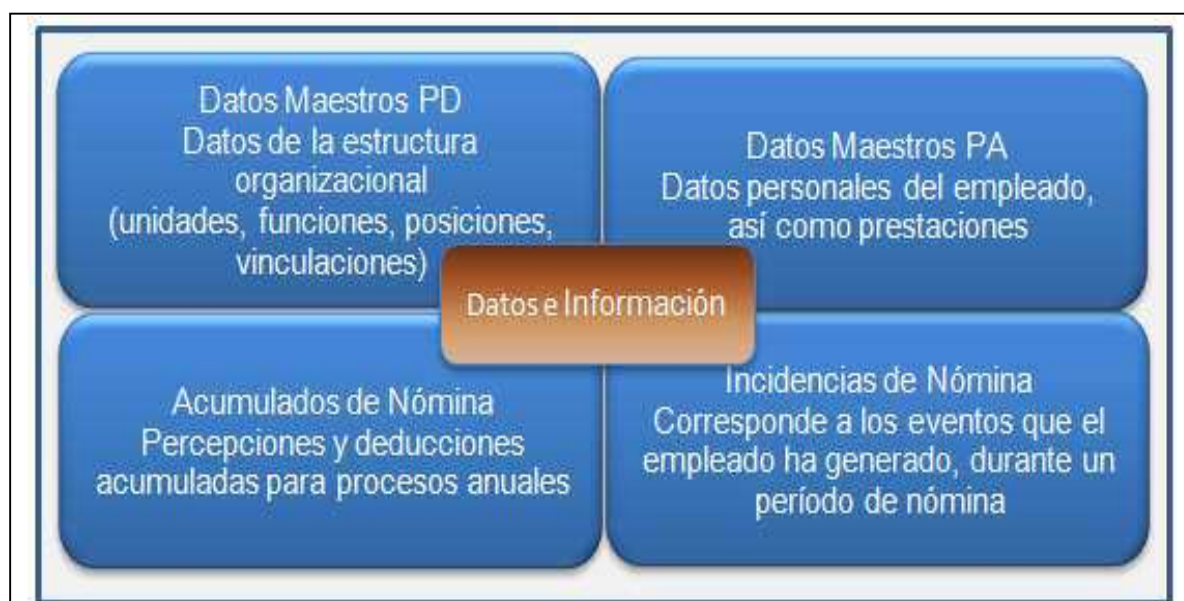 Datos Maestros PD
Datos de la estructura
organizacional
(unidades, funciones, posiciones,
vinculaciones)
Datos Maestros PA
Datos personales del empleado,
así como prestaciones
Datos e Información
Acumulados de Nómina
Percepciones y deducciones
acumuladas para procesos anuales
Incidencias de Nómina
Corresponde a los eventos que el
empleado ha generado, durante un
período de nómina